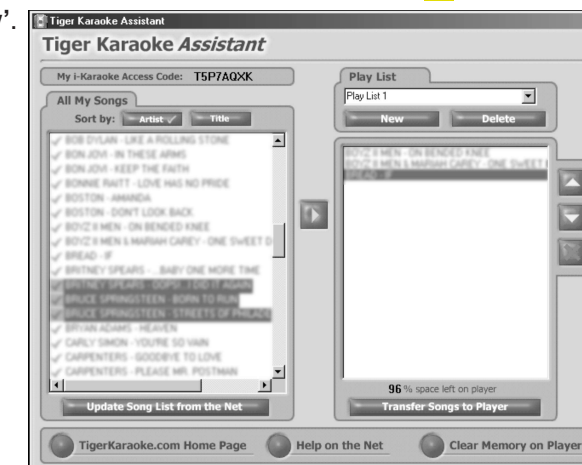 y'.
Tiger Karaoke Assistant
Tiger Karaoke Assistant
My i-Karaoke Access Code: T5P7AQXK
All My Songs
Sort by: Artist ✓ Title
BOB DYLAN - LIKE A ROLLING STONE
BON JOVI - IN THESE ARMS
BON JOVI - KEEP THE FAITH
BONNIE RAITT - LOVE HAS NO PRIDE
BOSTON - AMANDA
BOSTON - DON'T LOOK BACK
BOYZ II MEN - ON BENDED KNEE
BOYZ II MEN & MARIAH CAREY - ONE SWEET D
BREAD - IF
BRITNEY SPEARS - ...BABY ONE MORE TIME
BRITNEY SPEARS - OOPS!...I DID IT AGAIN
BRUCE SPRINGSTEEN - BORN TO RUN
BRUCE SPRINGSTEEN - STREETS OF PHILADE
BRYAN ADAMS - HEAVEN
CARLY SIMON - YOU'RE SO VAIN
CARPENTERS - GOODBYE TO LOVE
CARPENTERS - PLEASE MR. POSTMAN
Update Song List from the Net
Play List
Play List 1
New Delete
BOYZ II MEN - ON BENDED KNEE
BOYZ II MEN & MARIAH CAREY - ONE SWEET
BREAD - IF
96 % space left on player
Transfer Songs to Player
TigerKaraoke.com Home Page
Help on the Net
Clear Memory on Player